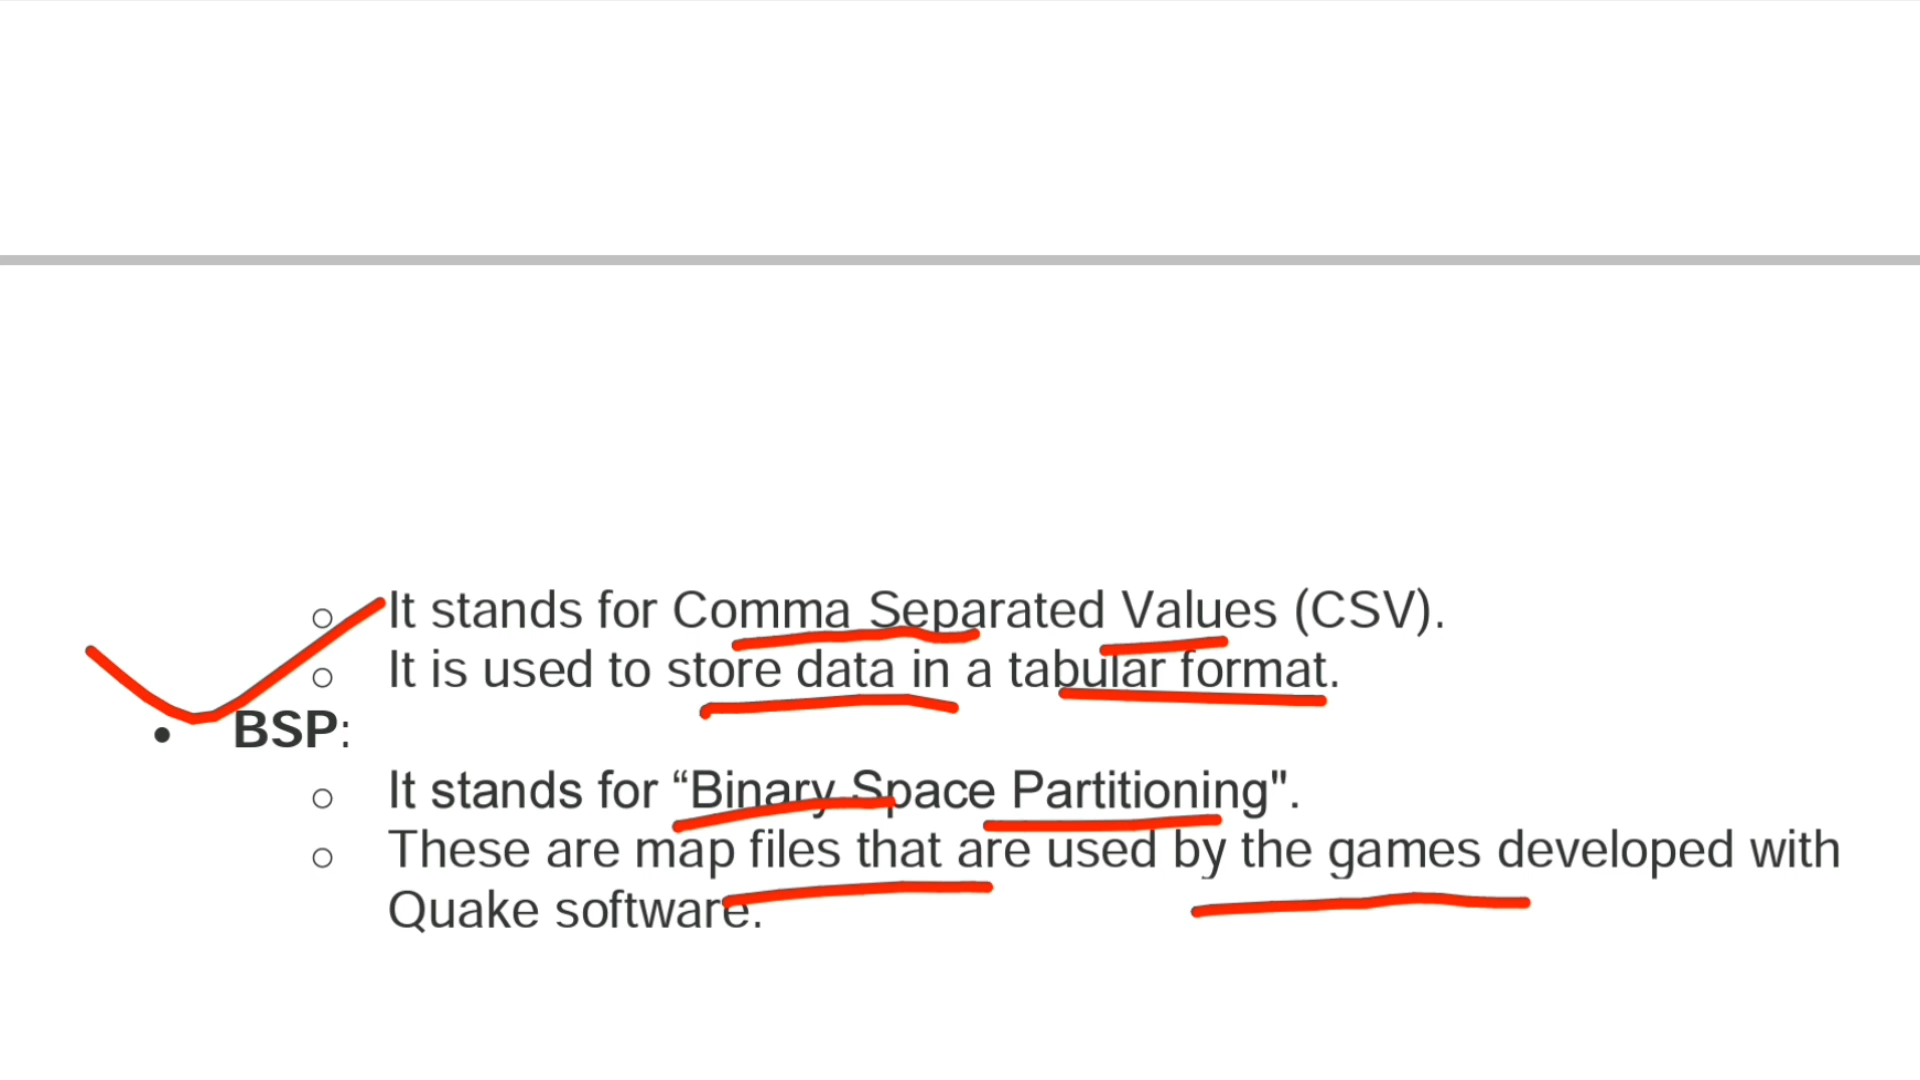 ○ It stands for Comma Separated Values (CSV).
○ It is used to store data in a tabular format.
● BSP:
○ It stands for “Binary Space Partitioning".
○ These are map files that are used by the games developed with
Quake software.